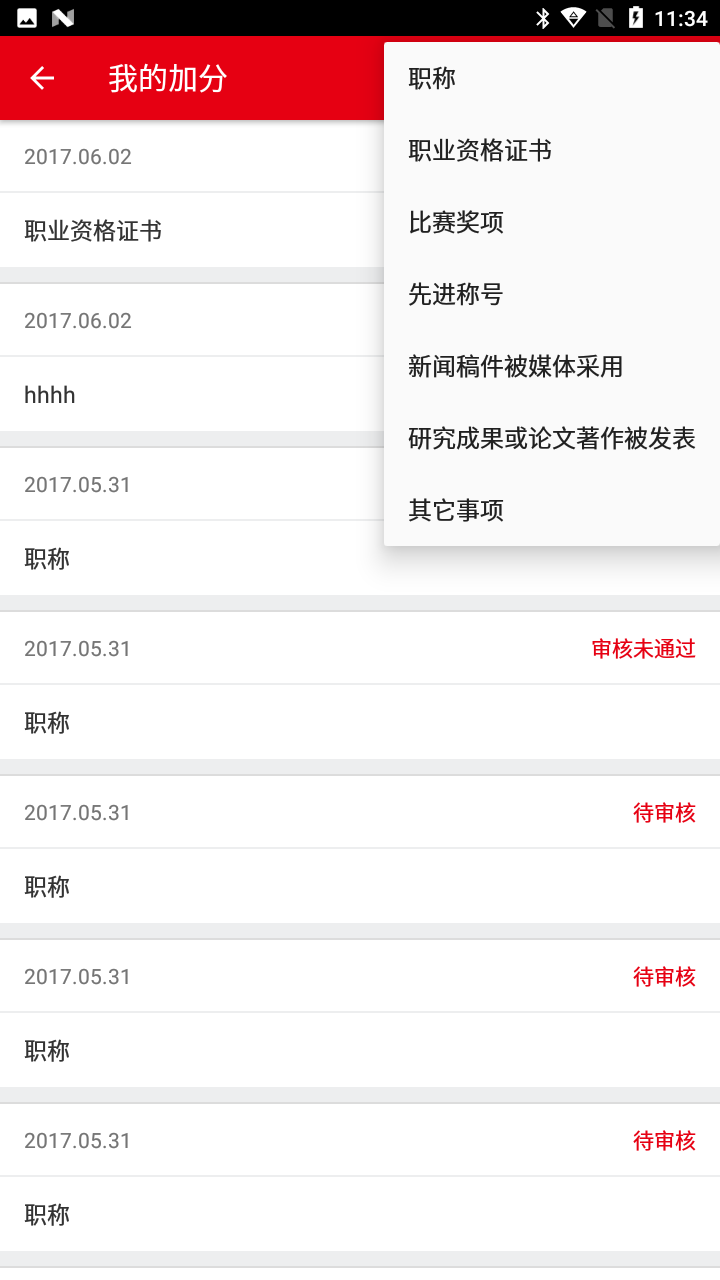 11:34
我的加分
职称
职业资格证书
比赛奖项
先进称号
新闻稿件被媒体采用
研究成果或论文著作被发表
其它事项
2017.06.02
职业资格证书
2017.06.02
hhhh
2017.05.31
职称
2017.05.31 审核未通过
职称
2017.05.31 待审核
职称
2017.05.31 待审核
职称
2017.05.31 待审核
职称